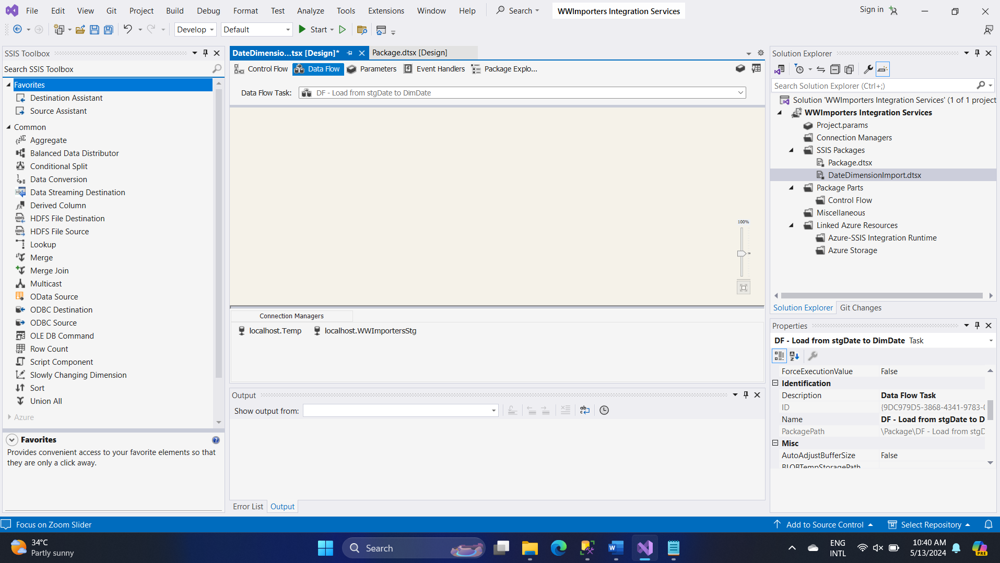 File Edit View Git Project Build Debug Format Test Analyze Tools Extensions Window Help Search WWImporters Integration Services Sign in
Develop Default Start
SSIS Toolbox
Search SSIS Toolbox
Favorites
Destination Assistant
Source Assistant
Common
Aggregate
Balanced Data Distributor
Conditional Split
Data Conversion
Data Streaming Destination
Derived Column
HDFS File Destination
HDFS File Source
Lookup
Merge
Merge Join
Multicast
OData Source
ODBC Destination
ODBC Source
OLE DB Command
Row Count
Script Component
Slowly Changing Dimension
Sort
Union All
Azure
Favorites
Provides convenient access to your favorite elements so that
they are only a click away.
DateDimensio...tsx [Design]* Package.dtsx [Design]
Control Flow Data Flow Parameters Event Handlers Package Explo...
Data Flow Task: DF - Load from stgDate to DimDate
100%
Connection Managers
localhost.Temp localhost.WWImportersStg
Output
Show output from:
Error List Output
Solution Explorer
Search Solution Explorer (Ctrl+;)
Solution 'WWImporters Integration Services' (1 of 1 project
WWImporters Integration Services
Project.params
Connection Managers
SSIS Packages
Package.dtsx
DateDimensionImport.dtsx
Package Parts
Control Flow
Miscellaneous
Linked Azure Resources
Azure-SSIS Integration Runtime
Azure Storage
Solution Explorer Git Changes
Properties
DF - Load from stgDate to DimDate Task
ForceExecutionValue False
Identification
Description Data Flow Task
ID {9DC979D5-3868-4341-9783-
Name DF - Load from stgDate to D
PackagePath \Package\DF - Load from stgD
Misc
AutoAdjustBufferSize False
BLOBTempStoragePath
Focus on Zoom Slider Add to Source Control Select Repository
34°C
Partly sunny
Search
ENG
INTL
10:40 AM
5/13/2024
PRE